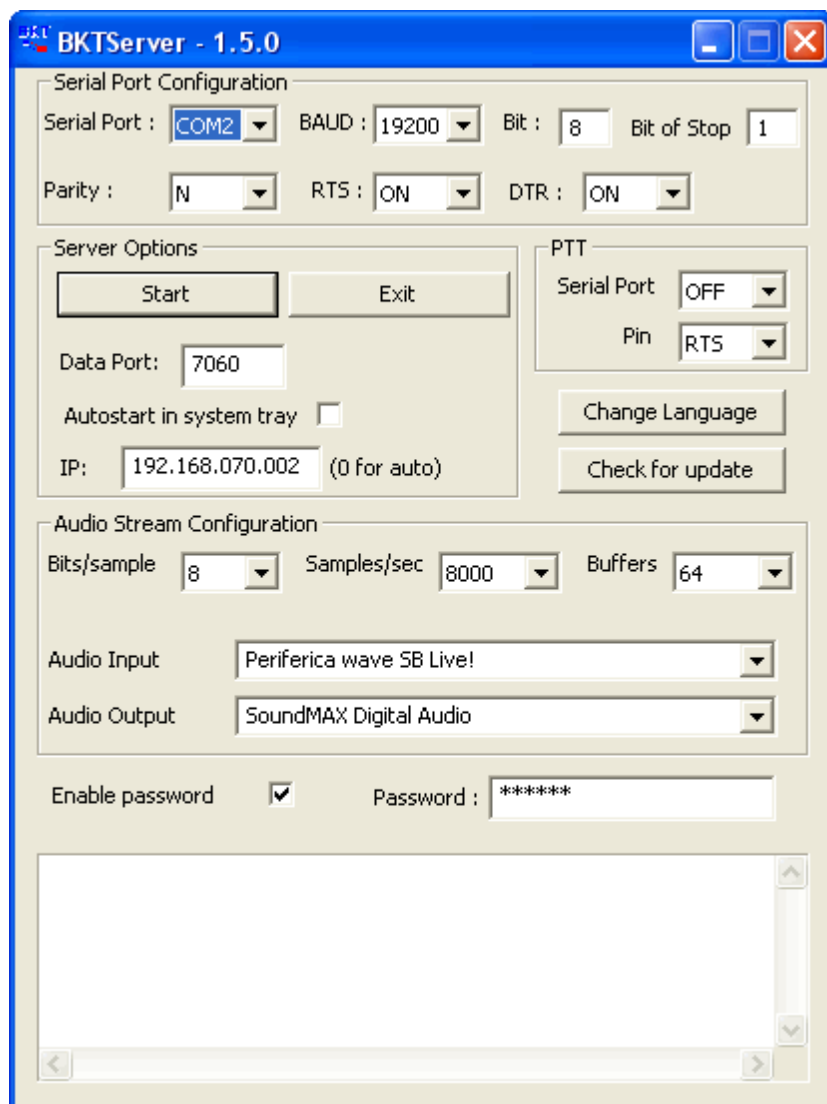 BKT
BKTServer - 1.5.0
Serial Port Configuration
Serial Port : COM2 BAUD : 19200 Bit : 8 Bit of Stop 1
Parity : N RTS : ON DTR : ON
Server Options
Start Exit
Data Port: 7060
Autostart in system tray
IP: 192.168.070.002 (0 for auto)
PTT
Serial Port OFF
Pin RTS
Change Language
Check for update
Audio Stream Configuration
Bits/sample 8 Samples/sec 8000 Buffers 64
Audio Input Periferica wave SB Live!
Audio Output SoundMAX Digital Audio
Enable password Password : ******